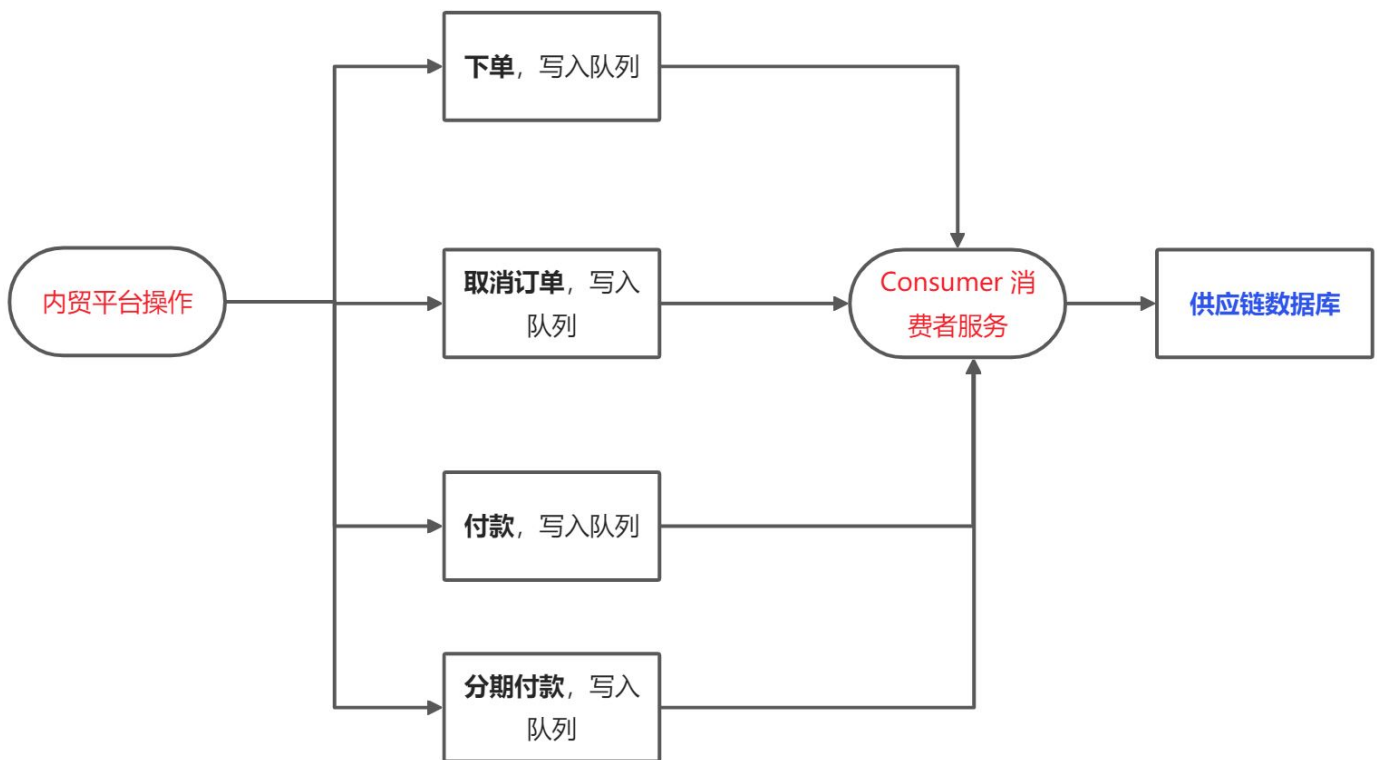 下单，写入队列
内贸平台操作
取消订单，写入
队列
Consumer 消
费者服务
供应链数据库
付款，写入队列
分期付款，写入
队列